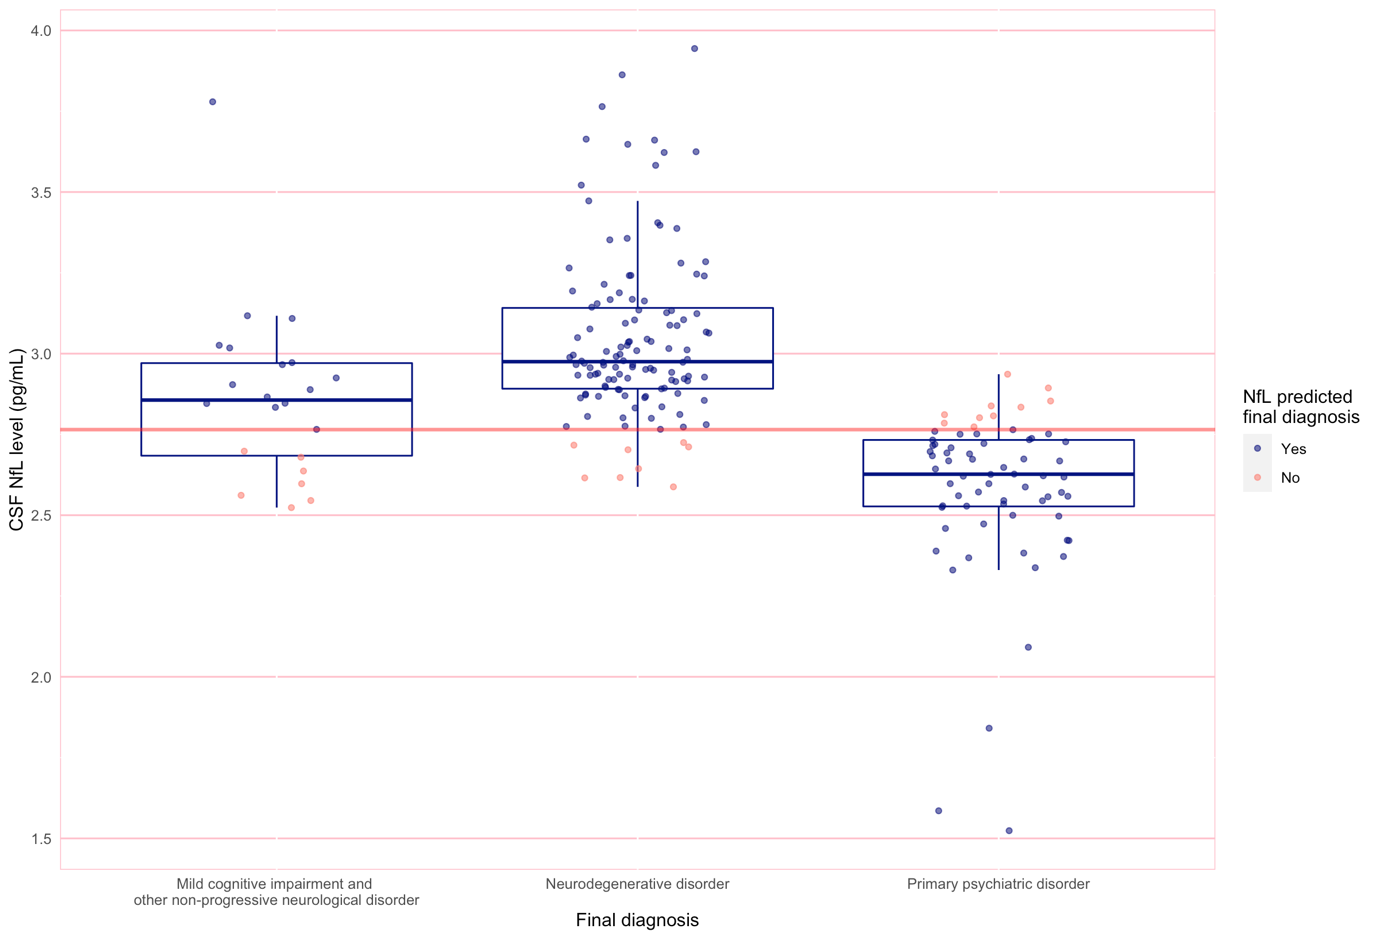 4.0
3.5
3.0
2.5
2.0
1.5
CSF NfL level (pg/mL)
Mild cognitive impairment and
other non-progressive neurological disorder
Neurodegenerative disorder
Primary psychiatric disorder
Final diagnosis
NfL predicted
final diagnosis
Yes
No